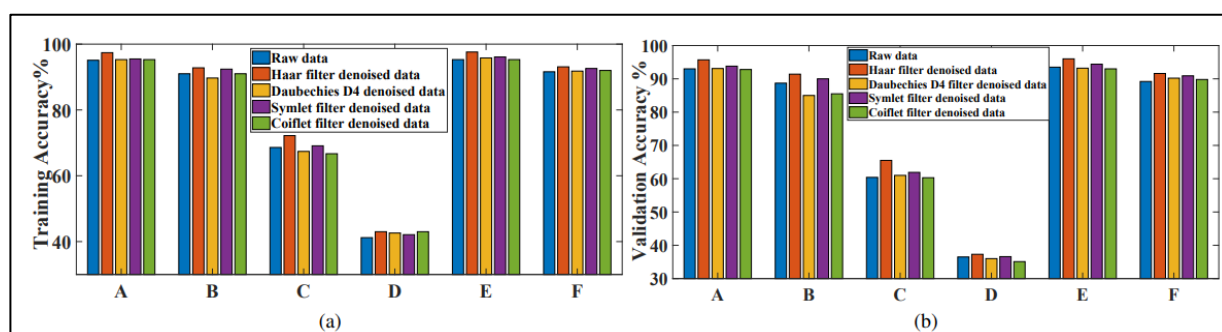 Training Accuracy%
100
80
60
40
Raw data
Haar filter denoised data
Daubechies D4 denoised data
Symlet filter denoised data
Coiflet filter denoised data
A B C D E F
(a)
Validation Accuracy %
100
90
80
70
60
50
40
30
Raw data
Haar filter denoised data
Daubechies D4 filter denoised data
Symlet filter denoised data
Coiflet filter denoised data
A B C D E F
(b)